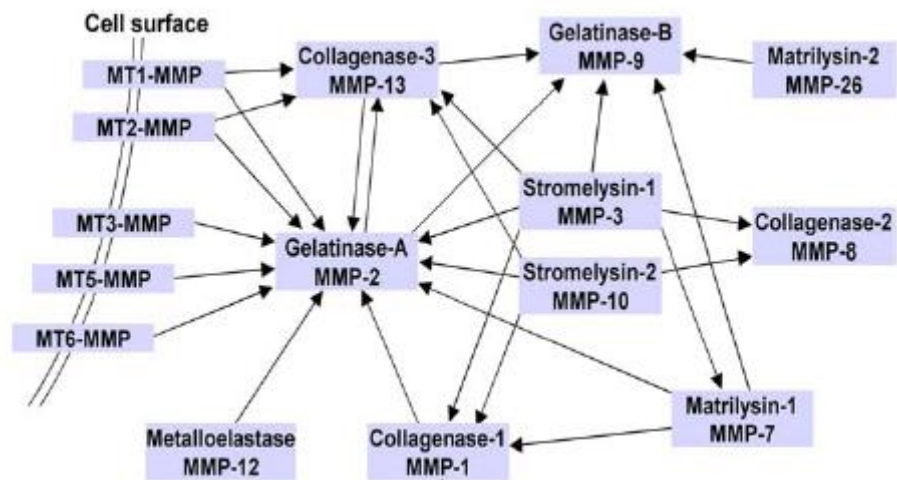 Cell surface
MT1-MMP
MT2-MMP
MT3-MMP
MT5-MMP
MT6-MMP
Collagenase-3
MMP-13
Gelatinase-B
MMP-9
Matrilysin-2
MMP-26
Stromelysin-1
MMP-3
Collagenase-2
MMP-8
Gelatinase-A
MMP-2
Stromelysin-2
MMP-10
Metalloelastase
MMP-12
Collagenase-1
MMP-1
Matrilysin-1
MMP-7